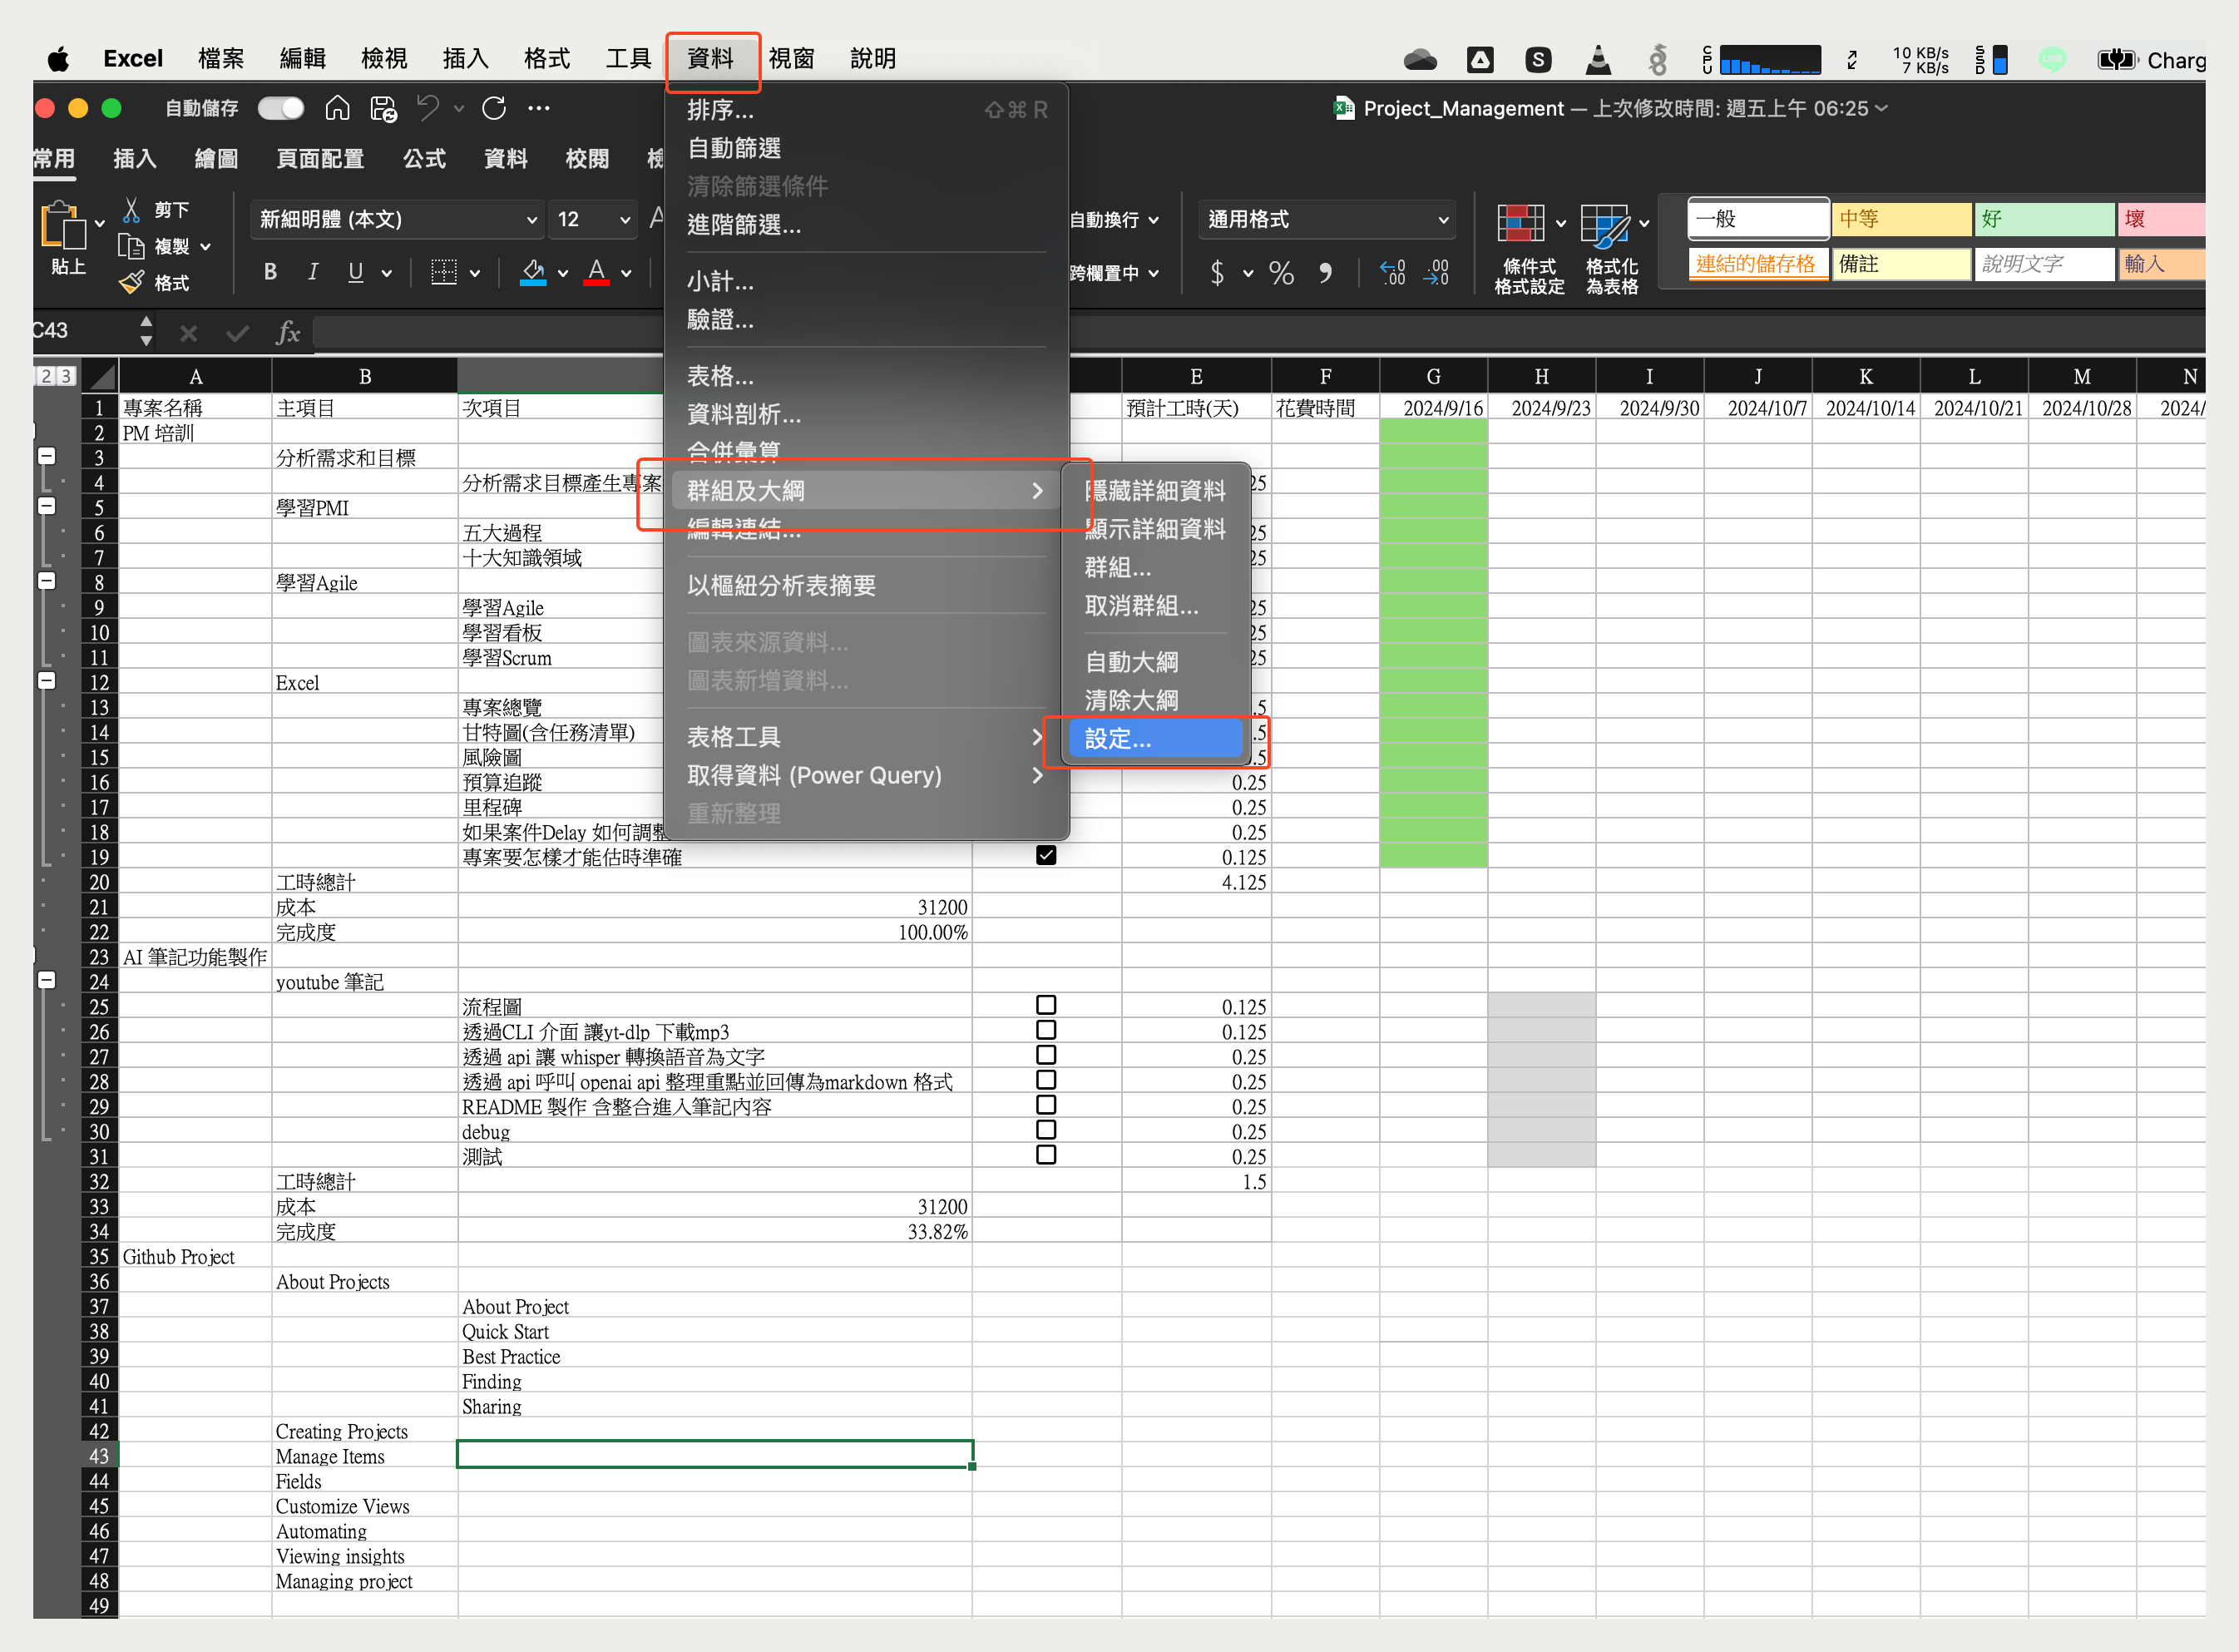 Excel 檔案 編輯 檢視 插入 格式 工具 資料 視窗 說明 CPU 10 KB/s 7 KB/s SSD LINE Charg
自動儲存 Project_Management — 上次修改時間: 週五上午 06:25
常用 插入 繪圖 頁面配置 公式 資料 校閱
貼上 剪下 複製 格式
新細明體 (本文) 12
B I U A
自動換行
跨欄置中
通用格式
$ % .00 .00
條件式
格式設定
格式化
為表格
一般 中等 好 壞
連結的儲存格 備註 說明文字 輸入
C43 fx
排序... ⇧⌘R
自動篩選
清除篩選條件
進階篩選...
小計...
驗證...
表格...
資料剖析...
合併彙算
群組及大綱
編輯連結...
以樞紐分析表摘要
圖表來源資料...
圖表新增資料...
表格工具
取得資料 (Power Query)
重新整理
隱藏詳細資料
顯示詳細資料
群組...
取消群組...
自動大綱
清除大綱
設定...
2 3 A B E F G H I J K L M N
1 專案名稱 主項目 次項目 預計工時(天) 花費時間 2024/9/16 2024/9/23 2024/9/30 2024/10/7 2024/10/14 2024/10/21 2024/10/28 2024/
2 PM 培訓
3 分析需求和目標
4 分析需求目標產生專案 25
5 學習PMI
6 五大過程 25
7 十大知識領域 25
8 學習Agile
9 學習Agile 25
10 學習看板 25
11 學習Scrum 25
12 Excel
13 專案總覽 .5
14 甘特圖(含任務清單) .5
15 風險圖 .5
16 預算追蹤 0.25
17 里程碑 0.25
18 如果案件Delay 如何調整 0.25
19 專案要怎樣才能估時準確 0.125
20 工時總計 4.125
21 成本 31200
22 完成度 100.00%
23 AI 筆記功能製作
24 youtube 筆記
25 流程圖 0.125
26 透過CLI 介面 讓yt-dlp 下載mp3 0.125
27 透過 api 讓 whisper 轉換語音為文字 0.25
28 透過 api 呼叫 openai api 整理重點並回傳為markdown 格式 0.25
29 README 製作 含整合進入筆記內容 0.25
30 debug 0.25
31 測試 0.25
32 工時總計 1.5
33 成本 31200
34 完成度 33.82%
35 Github Project
36 About Projects
37 About Project
38 Quick Start
39 Best Practice
40 Finding
41 Sharing
42 Creating Projects
43 Manage Items
44 Fields
45 Customize Views
46 Automating
47 Viewing insights
48 Managing project
49